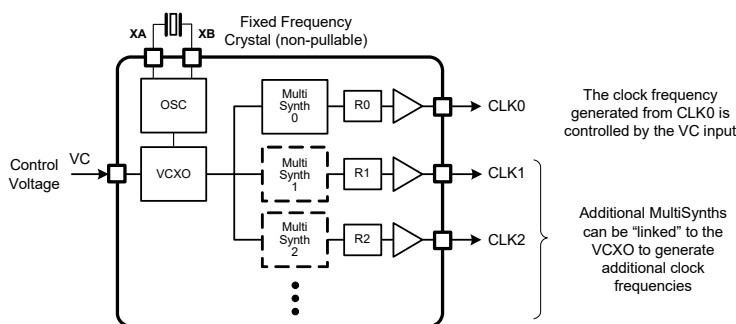 Fixed Frequency
Crystal (non-pullable)
XA
XB
OSC
Multi
Synth
0
R0
CLK0
The clock frequency
generated from CLK0 is
controlled by the VC input
Control
Voltage
VC
VCXO
Multi
Synth
1
R1
CLK1
Multi
Synth
2
R2
CLK2
Additional MultiSynths
can be “linked” to the
VCXO to generate
additional clock
frequencies